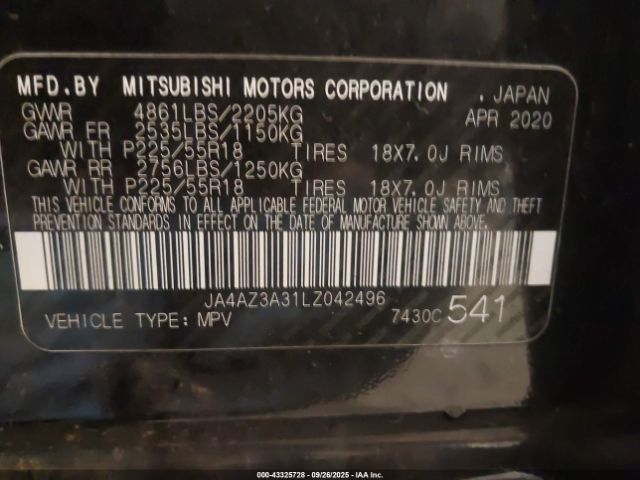 MFD.BY MITSUBISHI MOTORS CORPORATION . JAPAN
GVWR 4861LBS/2205KG APR 2020
GAWR FR 2535LBS/1150KG
WITH P225/55R18 TIRES 18X7.0J RIMS
GAWR RR 2756LBS/1250KG
WITH P225/55R18 TIRES 18X7.0J RIMS
THIS VEHICLE CONFORMS TO ALL APPLICABLE FEDERAL MOTOR VEHICLE SAFETY AND THEFT
PREVENTION STANDARDS IN EFFECT ON THE DATE OF MANUFACTURE SHOWN ABOVE.
JA4AZ3A31LZ042496
VEHICLE TYPE: MPV 7430C 541
000-43325728 - 09/26/2025 - IAA Inc.